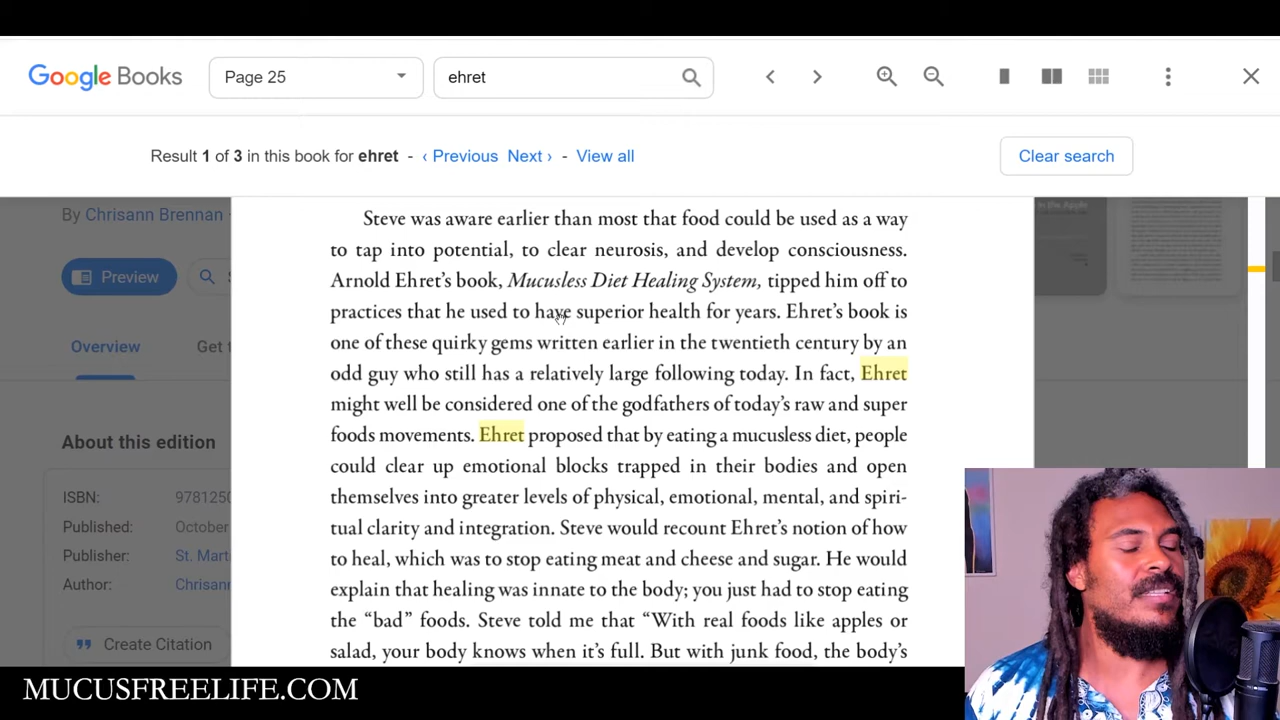 Google Books
Page 25
ehret
Result 1 of 3 in this book for ehret - ‹ Previous Next › - View all
Clear search
By Chrisann Brennan
Preview
Overview
Get
About this edition
ISBN: 9781250
Published: October
Publisher: St. Mart
Author: Chrisann
Create Citation
in the Apple
Steve was aware earlier than most that food could be used as a way
to tap into potential, to clear neurosis, and develop consciousness.
Arnold Ehret's book, Mucusless Diet Healing System, tipped him off to
practices that he used to have superior health for years. Ehret's book is
one of these quirky gems written earlier in the twentieth century by an
odd guy who still has a relatively large following today. In fact, Ehret
might well be considered one of the godfathers of today's raw and super
foods movements. Ehret proposed that by eating a mucusless diet, people
could clear up emotional blocks trapped in their bodies and open
themselves into greater levels of physical, emotional, mental, and spiri-
tual clarity and integration. Steve would recount Ehret's notion of how
to heal, which was to stop eating meat and cheese and sugar. He would
explain that healing was innate to the body; you just had to stop eating
the “bad” foods. Steve told me that “With real foods like apples or
salad, your body knows when it's full. But with junk food, the body's
MUCUSFREELIFE.COM